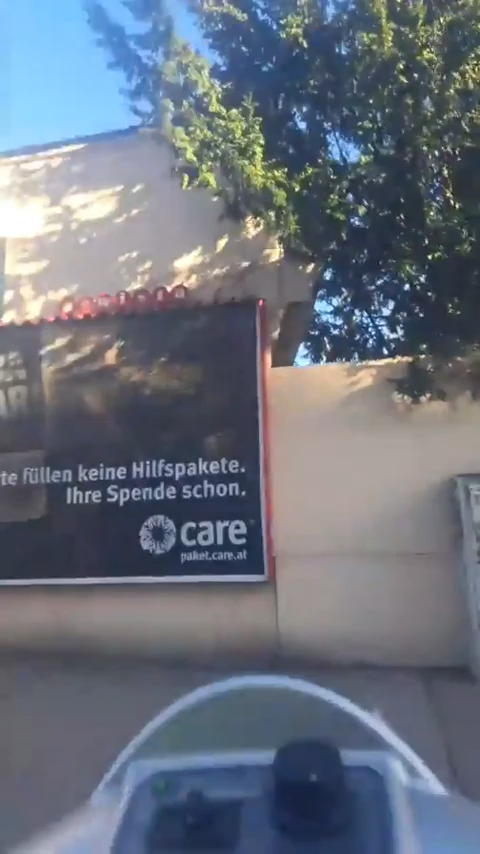 füllen keine Hilfspakete.
Ihre Spende schon.
care
paket.care.at